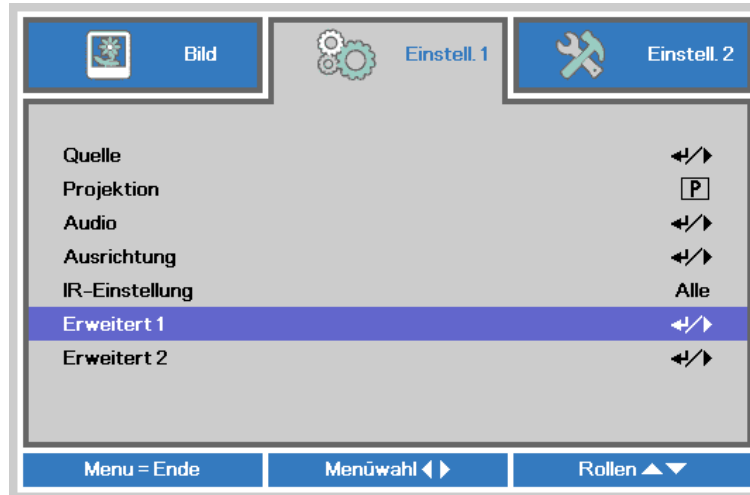 Bild Einstell. 1 Einstell. 2
Quelle ↵/▶
Projektion P
Audio ↵/▶
Ausrichtung ↵/▶
IR-Einstellung Alle
Erweitert 1 ↵/▶
Erweitert 2 ↵/▶
Menu = Ende Menūwahl ◀ ▶ Rollen ▲▼